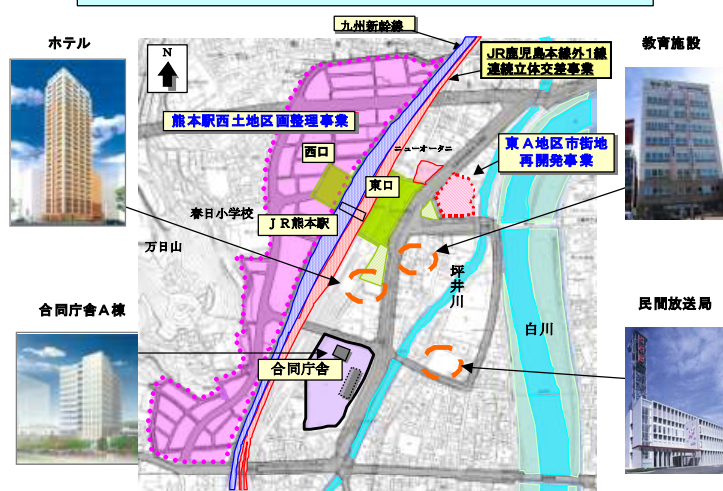 九州新幹線
ホテル
N
JR鹿児島本線外1線
連続立体交差事業
教育施設
熊本駅西土地区画整理事業
ニューオータニ
西口
東A地区市街地
再開発事業
東口
春日小学校
JR熊本駅
万日山
坪井川
白川
合同庁舎A棟
民間放送局
合同庁舎